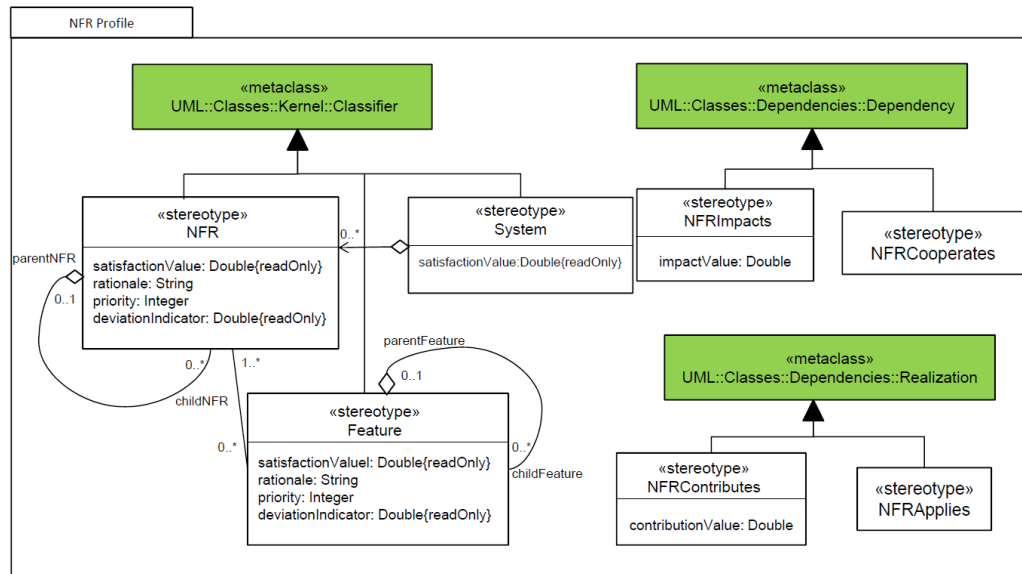 NFR Profile
«metaclass»
UML::Classes::Kernel::Classifier
«metaclass»
UML::Classes::Dependencies::Dependency
«stereotype»
NFR
satisfactionValue: Double{readOnly}
rationale: String
priority: Integer
deviationIndicator: Double{readOnly}
parentNFR
0..1
0..*
childNFR
0..*
«stereotype»
System
satisfactionValue:Double{readOnly}
«stereotype»
NFRImpacts
impactValue: Double
«stereotype»
NFRCooperates
1..*
0..*
parentFeature
0..1
0..*
childFeature
«stereotype»
Feature
satisfactionValuel: Double{readOnly}
rationale: String
priority: Integer
deviationIndicator: Double{readOnly}
«metaclass»
UML::Classes::Dependencies::Realization
«stereotype»
NFRContributes
contributionValue: Double
«stereotype»
NFRApplies